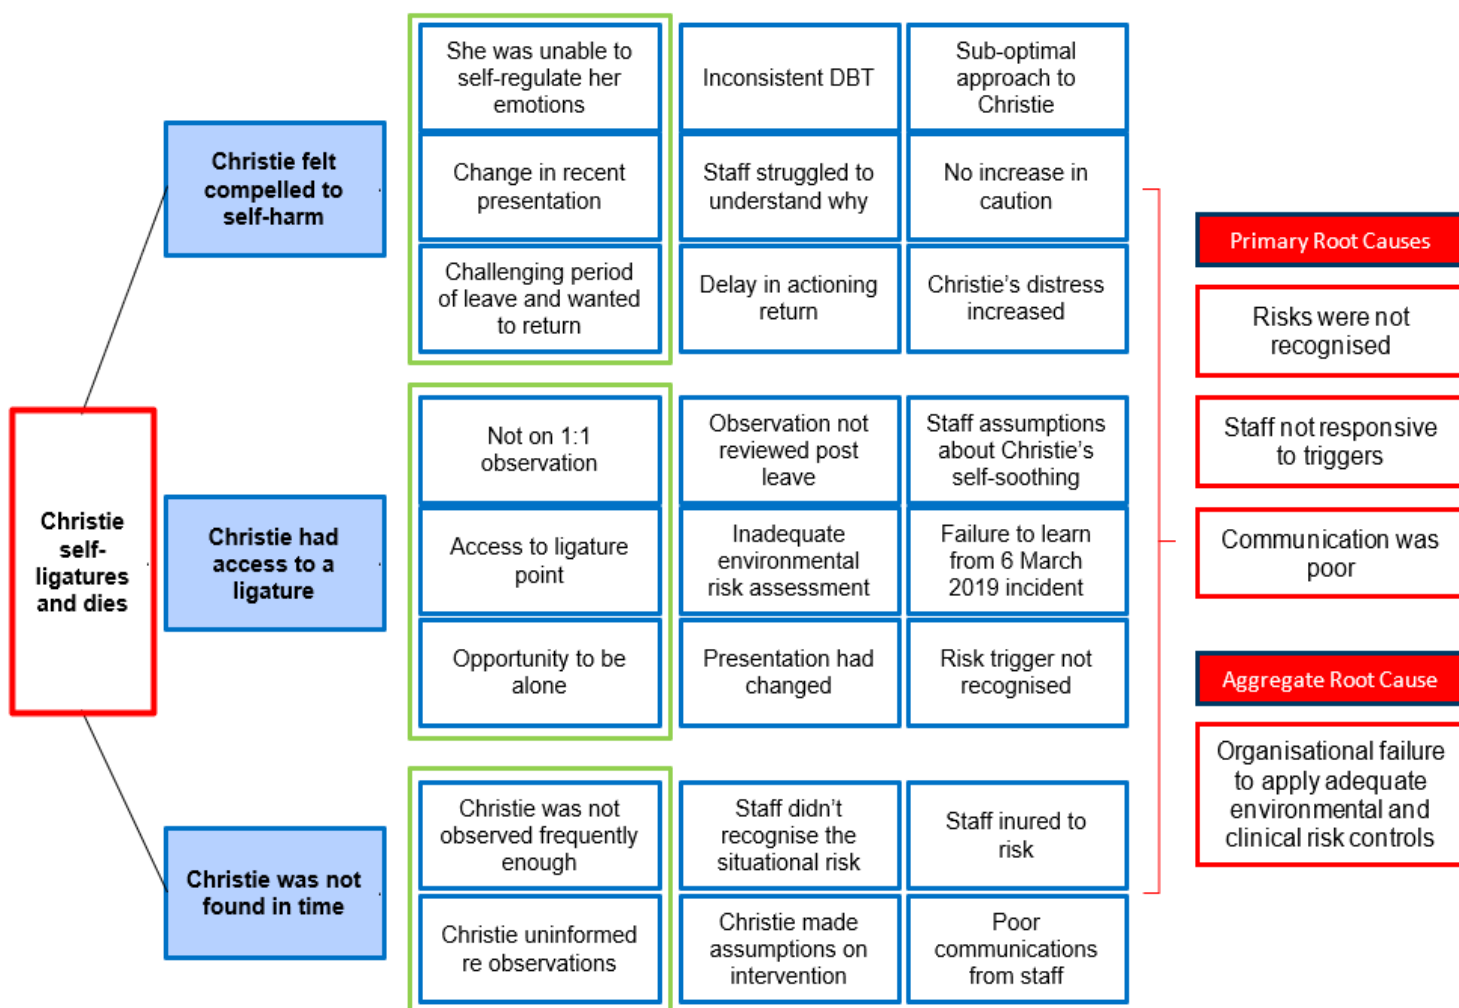 She was unable to
self-regulate her
emotions
Inconsistent DBT
Sub-optimal
approach to
Christie
Christie felt
compelled to
self-harm
Change in recent
presentation
Staff struggled to
understand why
No increase in
caution
Challenging period
of leave and wanted
to return
Delay in actioning
return
Christie’s distress
increased
Christie
self-
ligatures
and dies
Christie had
access to a
ligature
Not on 1:1
observation
Observation not
reviewed post
leave
Staff assumptions
about Christie’s
self-soothing
Access to ligature
point
Inadequate
environmental
risk assessment
Failure to learn
from 6 March
2019 incident
Opportunity to be
alone
Presentation had
changed
Risk trigger not
recognised
Christie was not
found in time
Christie was not
observed frequently
enough
Staff didn’t
recognise the
situational risk
Staff inured to
risk
Christie uninformed
re observations
Christie made
assumptions on
intervention
Poor
communications
from staff
Primary Root Causes
Risks were not
recognised
Staff not responsive
to triggers
Communication was
poor
Aggregate Root Cause
Organisational failure
to apply adequate
environmental and
clinical risk controls